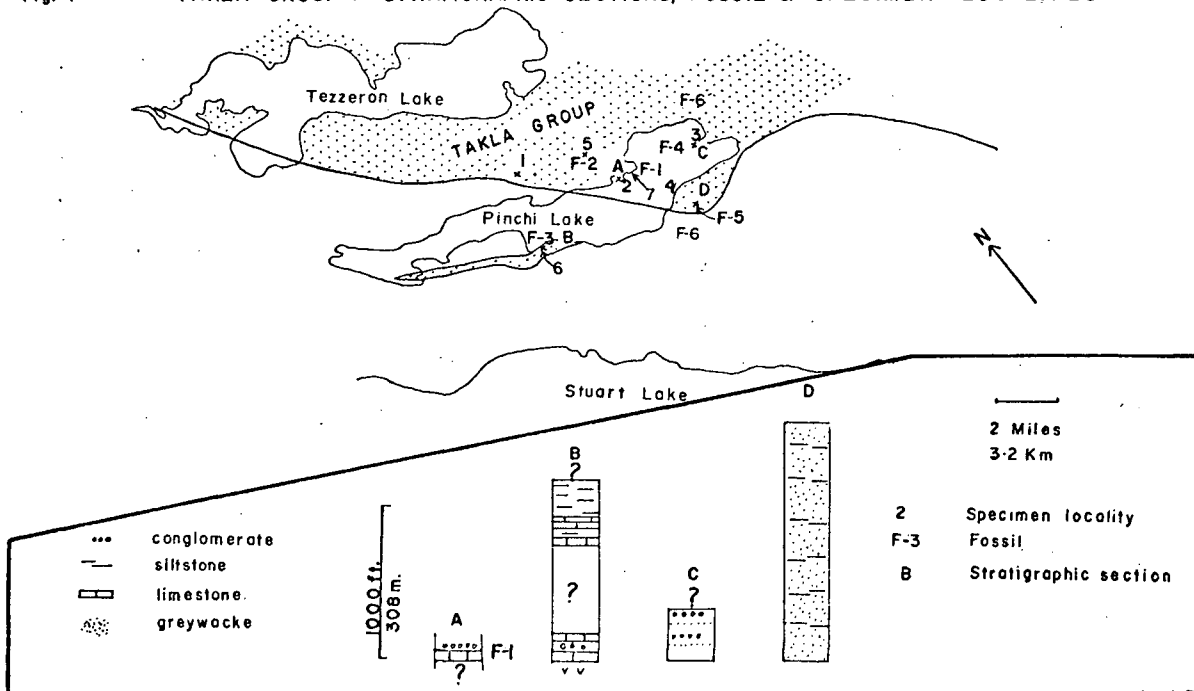 Tezzeron Lake
TAKLA GROUP
F-6
5
F-2
1
A
F-1
2
7
3
F-4
C
4
D
1
F-5
F-6
Pinchi Lake
F-3
B
6
N
Stuart Lake
2 Miles
3·2 Km
conglomerate
siltstone
limestone.
greywacke
1000 ft.
308 m.
A
F-1
?
B
?
?
v v
C
?
D
2 Specimen locality
F-3 Fossil
B Stratigraphic section